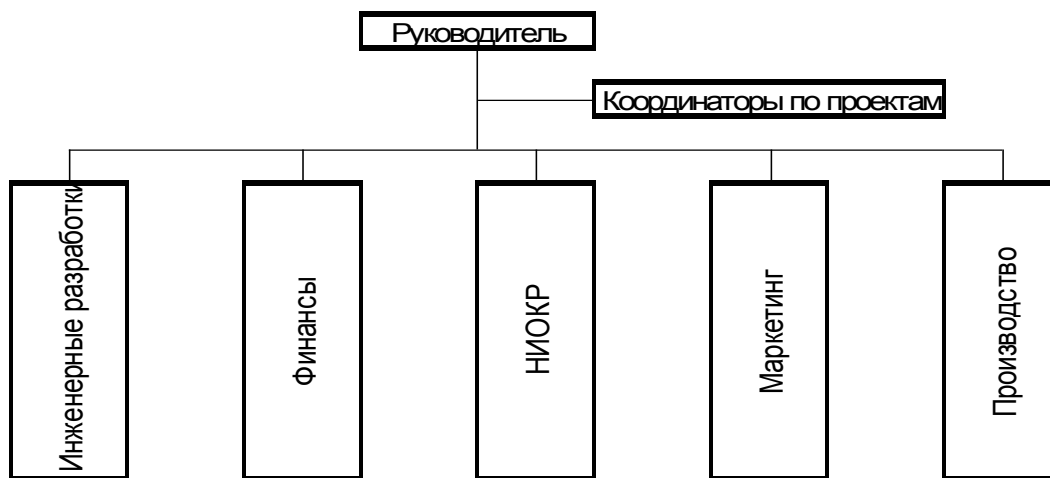 Руководитель
Координаторы по проектам
Инженерные разработки
Финансы
НИОКР
Маркетинг
Производство